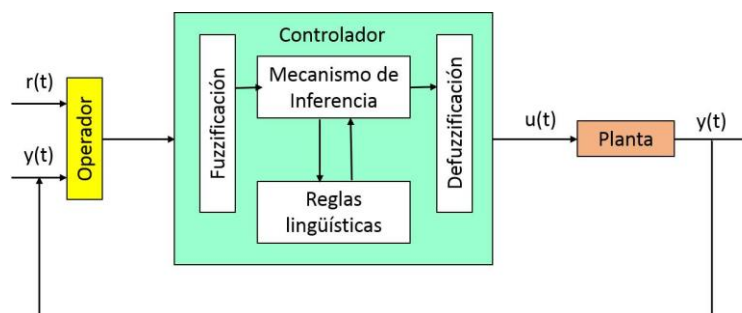 Controlador
r(t)
y(t)
Operador
Fuzzificación
Mecanismo de
Inferencia
Reglas
lingüísticas
Defuzzificación
u(t)
Planta
y(t)